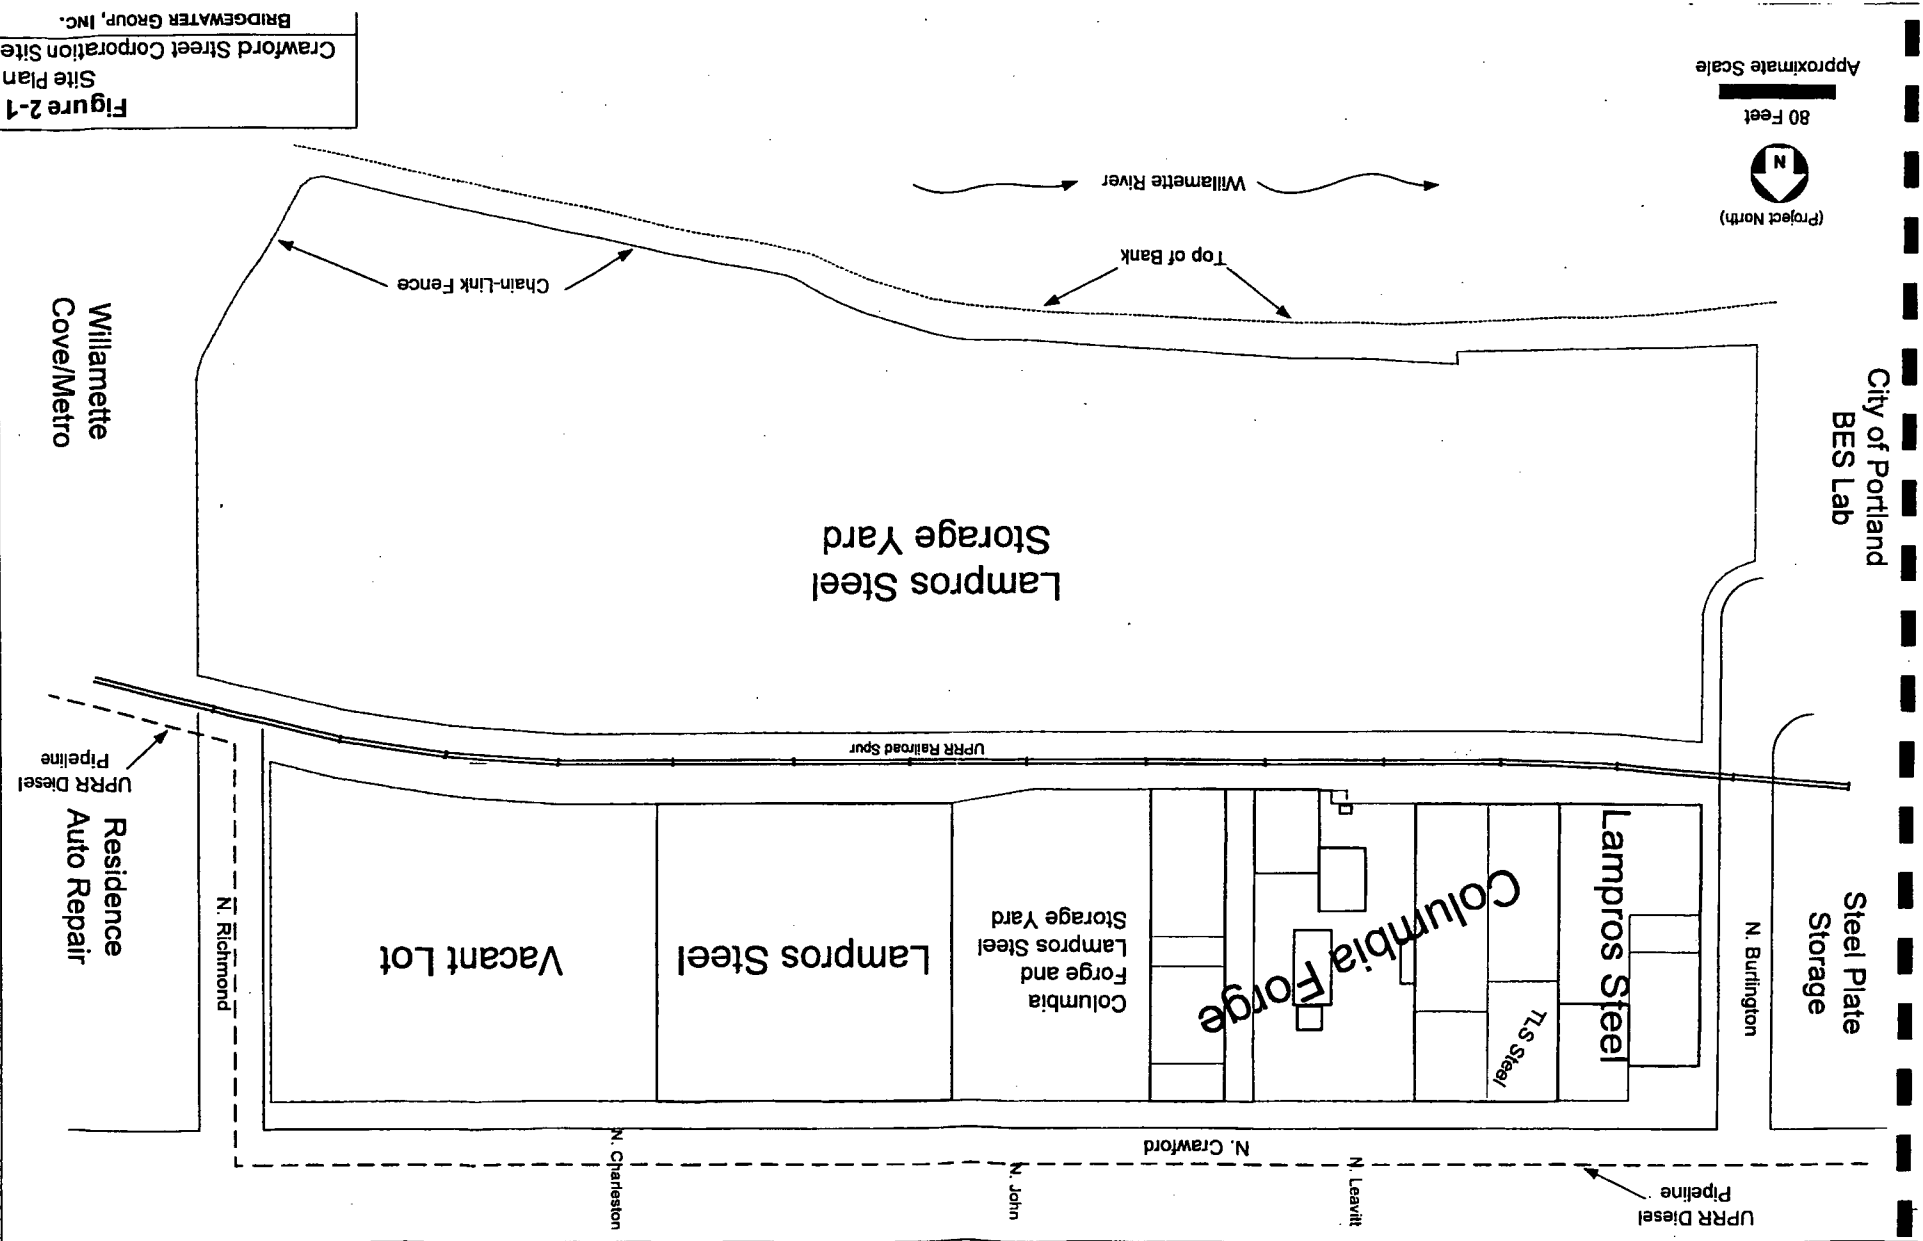 UPRR Diesel
Pipeline
N. Leavitt
N. John
N. Charleston
N. Crawford
Steel Plate
Storage
N. Burlington
Lampros Steel
TLS Steel
Columbia Forge
Columbia
Forge and
Lampros Steel
Storage Yard
Lampros Steel
Vacant Lot
N. Richmond
Residence
Auto Repair
UPRR Diesel
Pipeline
UPRR Railroad Spur
City of Portland
BES Lab
Lampros Steel
Storage Yard
Willamette
Cove/Metro
Top of Bank
Chain-Link Fence
Willamette River
(Project North)
N
80 Feet
Approximate Scale
Figure 2-1
Site Plan
Crawford Street Corporation Site
BRIDGEWATER GROUP, INC.